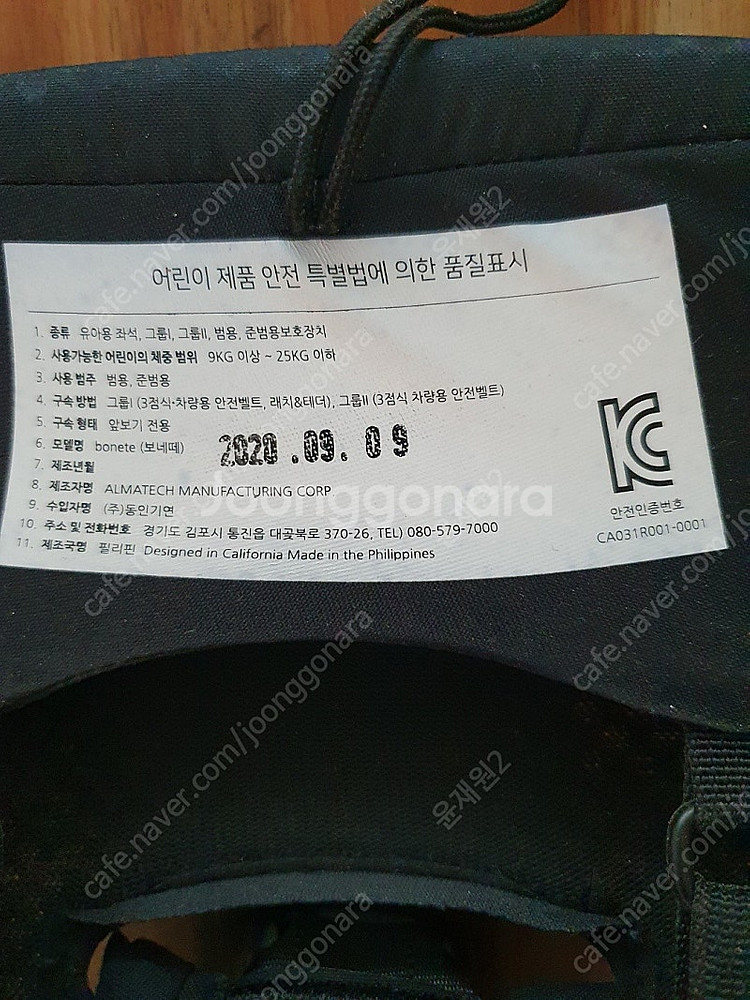 어린이 제품 안전 특별법에 의한 품질표시
1. 종류 유아용 좌석, 그룹I, 그룹II, 범용, 준범용보호장치
2. 사용가능한 어린이의 체중 범위 9KG 이상 ~ 25KG 이하
3. 사용 범주 범용, 준범용
4. 구속 방법 그룹I (3점식·차량용 안전벨트, 래치&테더), 그룹II (3점식 차량용 안전벨트)
5. 구속 형태 앞보기 전용
6. 모델명 bonete (보네떼)
7. 제조년월 2020.09.09
8. 제조자명 ALMATECH MANUFACTURING CORP.
9. 수입자명 (주)동인기연
10. 주소 및 전화번호 경기도 김포시 통진읍 대곶북로 370-26, TEL) 080-579-7000
11. 제조국명 필리핀 Designed in California Made in the Philippines
안전인증번호
CA031R001-0001
Joonggonara
cafe.naver.com/joonggonara
윤재원2